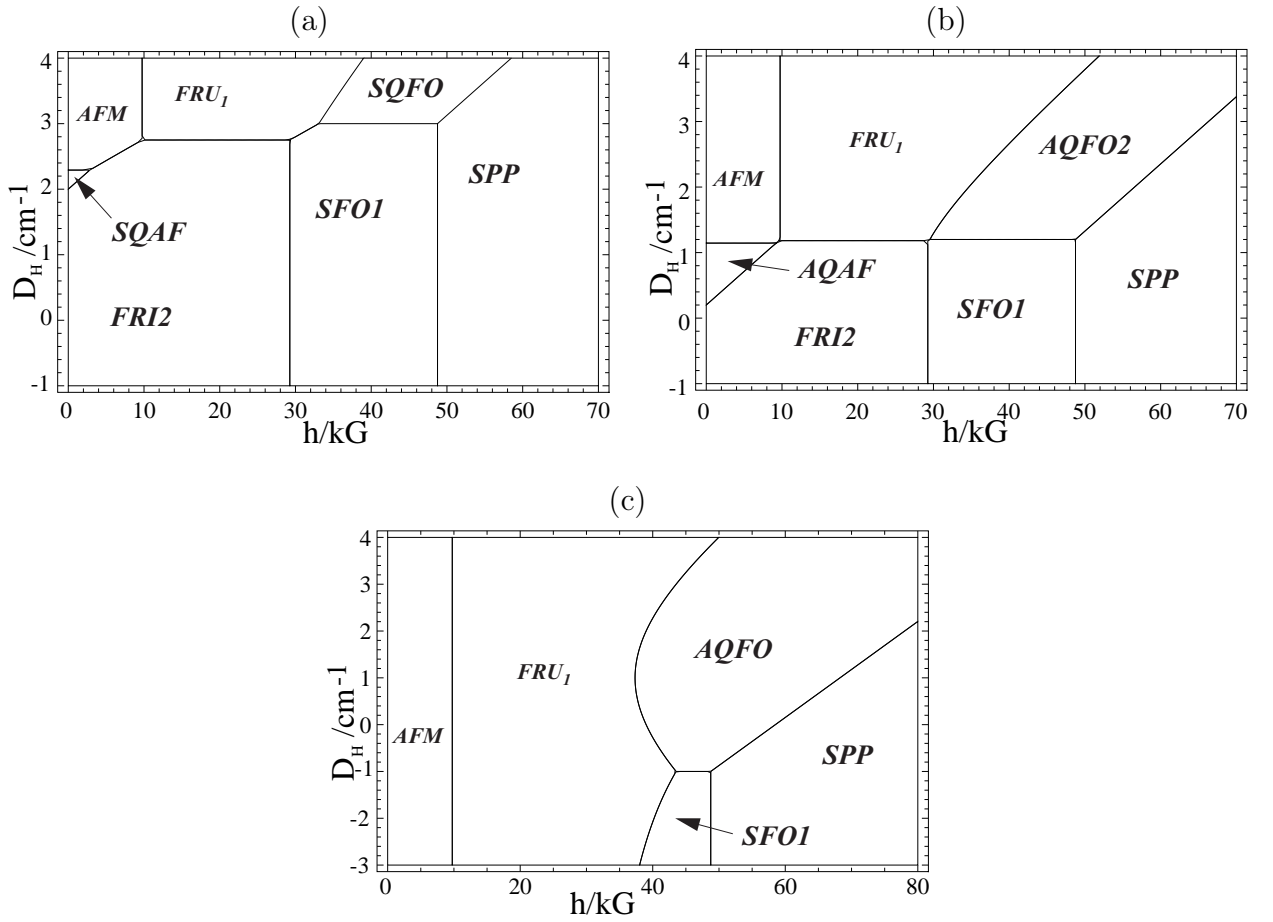 (a)
4
3
2
1
0
-1
D_H /cm^-1
AFM
FRU_1
SQFO
SQAF
FRI2
SFO1
SPP
0 10 20 30 40 50 60 70
h/kG
(b)
4
3
2
1
0
-1
D_H /cm^-1
AFM
FRU_1
AQFO2
AQAF
FRI2
SFO1
SPP
0 10 20 30 40 50 60 70
h/kG
(c)
4
3
2
1
0
-1
-2
-3
D_H /cm^-1
AFM
FRU_1
AQFO
SPP
SFO1
0 20 40 60 80
h/kG